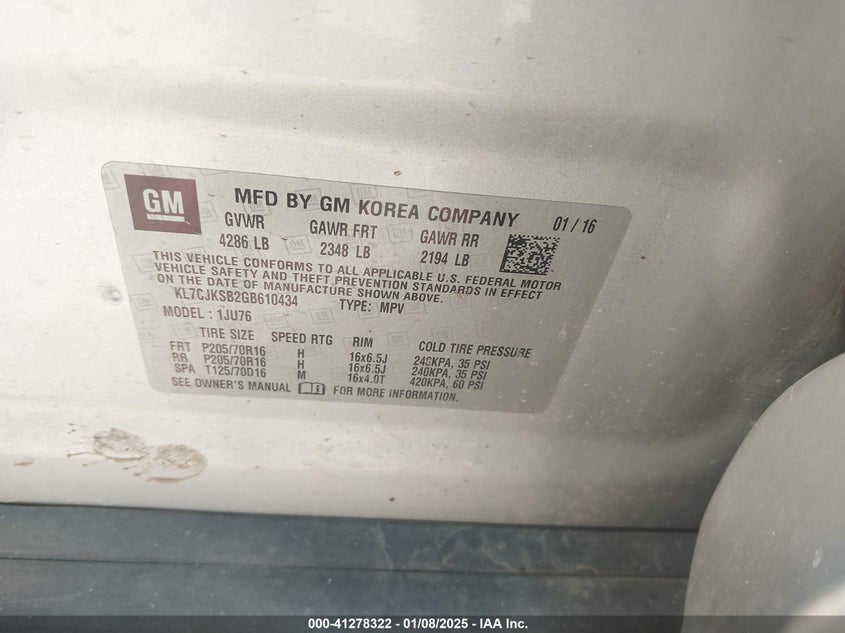 GM
MFD BY GM KOREA COMPANY 01 / 16
GVWR GAWR FRT GAWR RR
4286 LB 2348 LB 2194 LB
THIS VEHICLE CONFORMS TO ALL APPLICABLE U.S. FEDERAL MOTOR
VEHICLE SAFETY AND THEFT PREVENTION STANDARDS IN EFFECT
ON THE DATE OF MANUFACTURE SHOWN ABOVE.
KL7CJKSB2GB610434 TYPE: MPV
MODEL : 1JU76
TIRE SIZE SPEED RTG RIM COLD TIRE PRESSURE
FRT P205/70R16 H 16x6.5J 240KPA, 35 PSI
RR P205/70R16 H 16x6.5J 240KPA, 35 PSI
SPA T125/70D16 M 16x4.0T 420KPA, 60 PSI
SEE OWNER'S MANUAL FOR MORE INFORMATION.
000-41278322 / 01/08/2025 - IAA Inc.